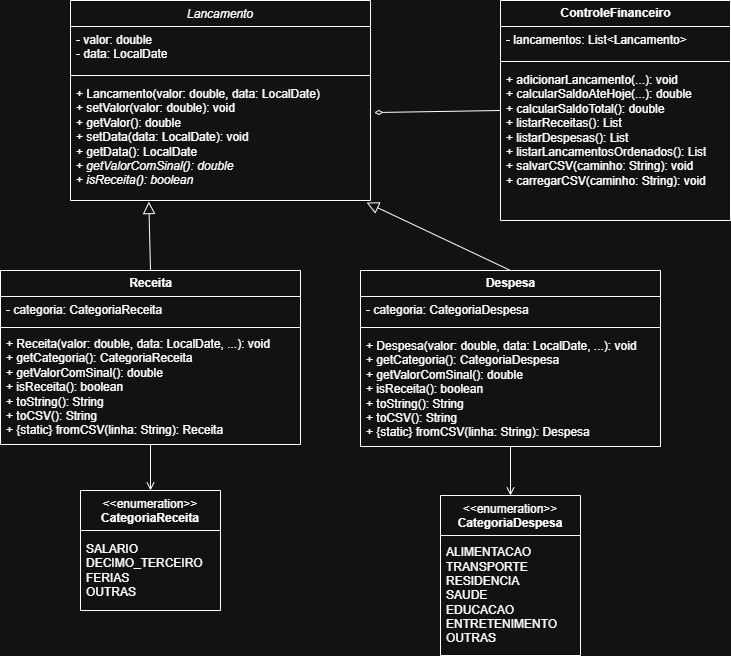 Lancamento
- valor: double
- data: LocalDate
+ Lancamento(valor: double, data: LocalDate)
+ setValor(valor: double): void
+ getValor(): double
+ setData(data: LocalDate): void
+ getData(): LocalDate
+ getValorComSinal(): double
+ isReceita(): boolean
ControleFinanceiro
- lancamentos: List<Lancamento>
+ adicionarLancamento(...): void
+ calcularSaldoAteHoje(...): double
+ calcularSaldoTotal(): double
+ listarReceitas(): List
+ listarDespesas(): List
+ listarLancamentosOrdenados(): List
+ salvarCSV(caminho: String): void
+ carregarCSV(caminho: String): void
Receita
- categoria: CategoriaReceita
+ Receita(valor: double, data: LocalDate, ...): void
+ getCategoria(): CategoriaReceita
+ getValorComSinal(): double
+ isReceita(): boolean
+ toString(): String
+ toCSV(): String
+ {static} fromCSV(linha: String): Receita
Despesa
- categoria: CategoriaDespesa
+ Despesa(valor: double, data: LocalDate, ...): void
+ getCategoria(): CategoriaDespesa
+ getValorComSinal(): double
+ isReceita(): boolean
+ toString(): String
+ toCSV(): String
+ {static} fromCSV(linha: String): Despesa
<<enumeration>>
CategoriaReceita
SALARIO
DECIMO_TERCEIRO
FERIAS
OUTRAS
<<enumeration>>
CategoriaDespesa
ALIMENTACAO
TRANSPORTE
RESIDENCIA
SAUDE
EDUCACAO
ENTRETENIMENTO
OUTRAS